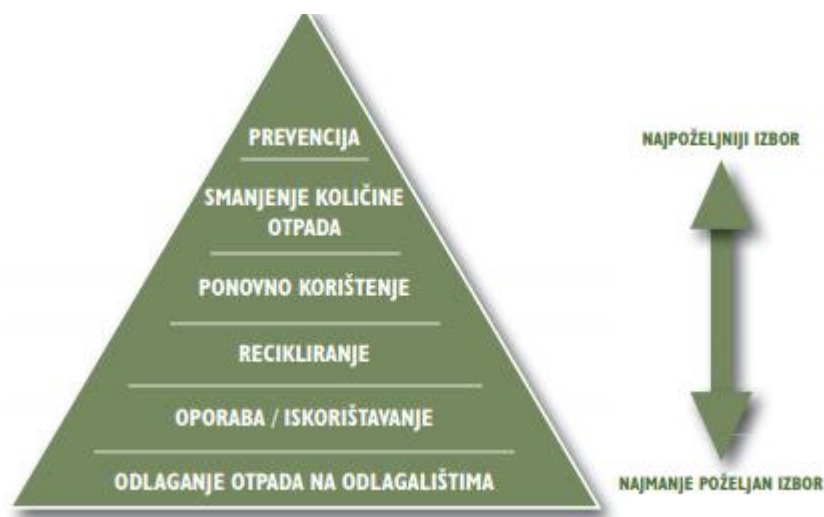 PREVENCIJA
NAJPOŽELJNIJI IZBOR
SMANJENJE KOLIČINE
OTPADA
PONOVNO KORIŠTENJE
RECIKLIRANJE
OPORABA / ISKORIŠTAVANJE
ODLAGANJE OTPADA NA ODLAGALIŠTIMA
NAJMANJE POŽELJAN IZBOR